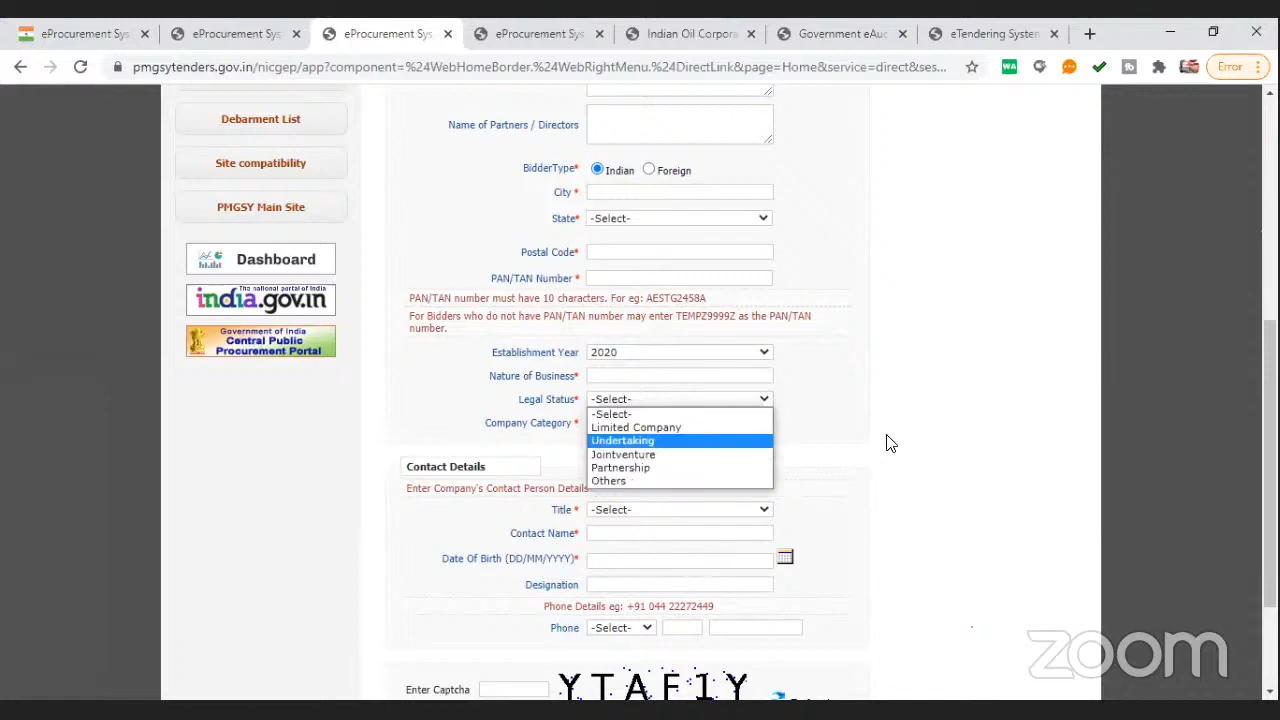 eProcurement Sys
eProcurement Sys
eProcurement Sys
eProcurement Sys
Indian Oil Corpora
Government eAuc
eTendering System
pmgsytenders.gov.in/nicgep/app?component=%24WebHomeBorder.%24WebRightMenu.%24DirectLink&page=Home&service=direct&ses...
WA
Error
Debarment List
Site compatibility
PMGSY Main Site
Dashboard
The national portal of India
india.gov.in
Government of India
Central Public
Procurement Portal
Name of Partners / Directors
BidderType* Indian Foreign
City *
State* -Select-
Postal Code*
PAN/TAN Number *
PAN/TAN number must have 10 characters. For eg: AESTG2458A
For Bidders who do not have PAN/TAN number may enter TEMPZ9999Z as the PAN/TAN
number.
Establishment Year 2020
Nature of Business*
Legal Status* -Select-
-Select-
Limited Company
Undertaking
Jointventure
Partnership
Others
Company Category *
Contact Details
Enter Company's Contact Person Details
Title * -Select-
Contact Name*
Date Of Birth (DD/MM/YYYY)*
Designation
Phone Details eg: +91 044 22272449
Phone -Select-
Enter Captcha YTAF1Y
zoom